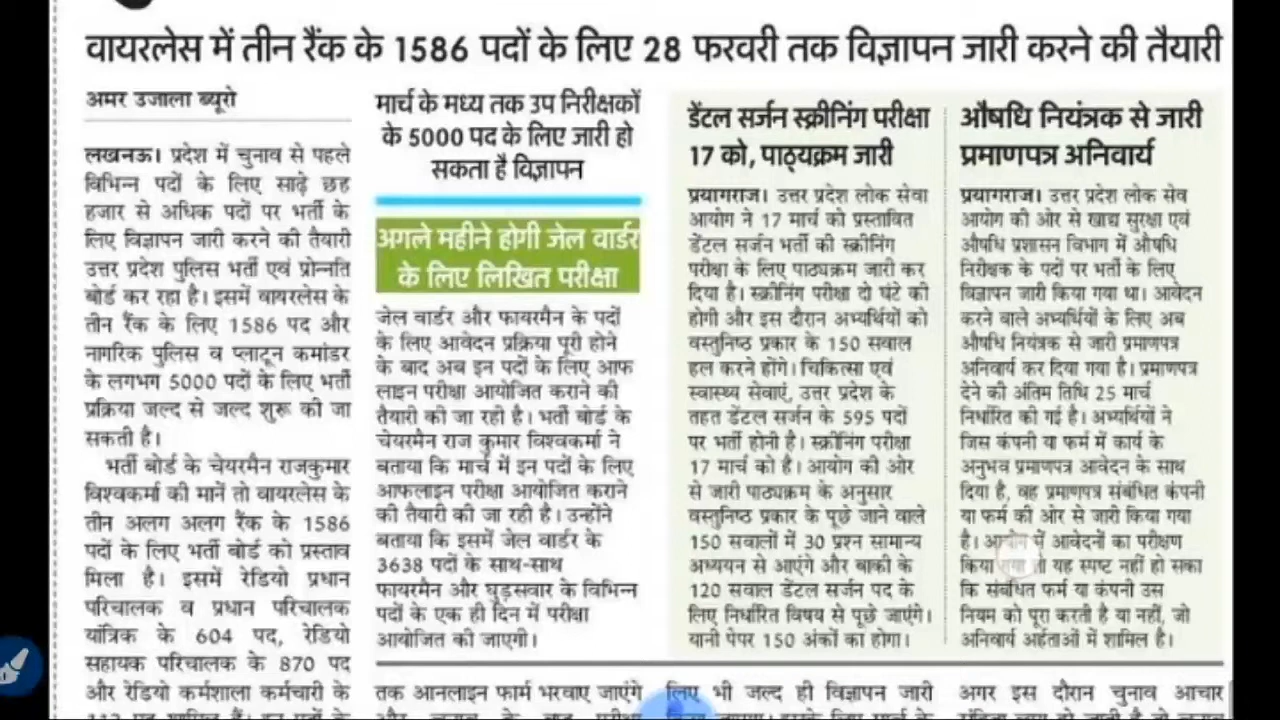 वायरलेस में तीन रैंक के 1586 पदों के लिए 28 फरवरी तक विज्ञापन जारी करने की तैयारी
अमर उजाला ब्यूरो
लखनऊ। प्रदेश में चुनाव से पहले
विभिन्न पदों के लिए साढ़े छह
हजार से अधिक पदों पर भर्ती के
लिए विज्ञापन जारी करने की तैयारी
उत्तर प्रदेश पुलिस भर्ती एवं प्रोन्नति
बोर्ड कर रहा है। इसमें वायरलेस के
तीन रैंक के लिए 1586 पद और
नागरिक पुलिस व प्लाटून कमांडर
के लगभग 5000 पदों के लिए भर्ती
प्रक्रिया जल्द से जल्द शुरू की जा
सकती है।
भर्ती बोर्ड के चेयरमैन राजकुमार
विश्वकर्मा की मानें तो वायरलेस के
तीन अलग अलग रैंक के 1586
पदों के लिए भर्ती बोर्ड को प्रस्ताव
मिला है। इसमें रेडियो प्रधान
परिचालक व प्रधान परिचालक
यांत्रिक के 604 पद, रेडियो
सहायक परिचालक के 870 पद
और रेडियो कर्मशाला कर्मचारी के
मार्च के मध्य तक उप निरीक्षकों
के 5000 पद के लिए जारी हो
सकता है विज्ञापन
अगले महीने होगी जेल वार्डर
के लिए लिखित परीक्षा
जेल वार्डर और फायरमैन के पदों
के लिए आवेदन प्रक्रिया पूरी होने
के बाद अब इन पदों के लिए आफ
लाइन परीक्षा आयोजित कराने की
तैयारी की जा रही है। भर्ती बोर्ड के
चेयरमैन राज कुमार विश्वकर्मा ने
बताया कि मार्च में इन पदों के लिए
आफलाइन परीक्षा आयोजित कराने
की तैयारी की जा रही है। उन्होंने
बताया कि इसमें जेल वार्डर के
3638 पदों के साथ-साथ
फायरमैन और घुड़सवार के विभिन्न
पदों के एक ही दिन में परीक्षा
आयोजित की जाएगी।
डेंटल सर्जन स्क्रीनिंग परीक्षा
17 को, पाठ्यक्रम जारी
प्रयागराज। उत्तर प्रदेश लोक सेवा
आयोग ने 17 मार्च को प्रस्तावित
डेंटल सर्जन भर्ती की स्क्रीनिंग
परीक्षा के लिए पाठ्यक्रम जारी कर
दिया है। स्क्रीनिंग परीक्षा दो घंटे की
होगी और इस दौरान अभ्यर्थियों को
वस्तुनिष्ठ प्रकार के 150 सवाल
हल करने होंगे। चिकित्सा एवं
स्वास्थ्य सेवाएं, उत्तर प्रदेश के
तहत डेंटल सर्जन के 595 पदों
पर भर्ती होनी है। स्क्रीनिंग परीक्षा
17 मार्च को है। आयोग की ओर
से जारी पाठ्यक्रम के अनुसार
वस्तुनिष्ठ प्रकार के पूछे जाने वाले
150 सवालों में 30 प्रश्न सामान्य
अध्ययन से आएंगे और बाकी के
120 सवाल डेंटल सर्जन पद के
लिए निर्धारित विषय से पूछे जाएंगे।
यानी पेपर 150 अंकों का होगा।
औषधि नियंत्रक से जारी
प्रमाणपत्र अनिवार्य
प्रयागराज। उत्तर प्रदेश लोक सेव
आयोग की ओर से खाद्य सुरक्षा एवं
औषधि प्रशासन विभाग में औषधि
निरीक्षक के पदों पर भर्ती के लिए
विज्ञापन जारी किया गया था। आवेदन
करने वाले अभ्यर्थियों के लिए अब
औषधि नियंत्रक से जारी प्रमाणपत्र
अनिवार्य कर दिया गया है। प्रमाणपत्र
देने की अंतिम तिथि 25 मार्च
निर्धारित की गई है। अभ्यर्थियों ने
जिस कंपनी या फर्म में कार्य के
अनुभव प्रमाणपत्र आवेदन के साथ
दिया है, वह प्रमाणपत्र संबंधित कंपनी
या फर्म की ओर से जारी किया गया
है। आयोग में आवेदनों का परीक्षण
किया गया तो यह स्पष्ट नहीं हो सका
कि संबंधित फर्म या कंपनी उस
नियम को पूरा करती है या नहीं, जो
अनिवार्य अर्हताओं में शामिल है।
तक आनलाइन फार्म भरवाए जाएंगे
लिए भी जल्द ही विज्ञापन जारी
अगर इस दौरान चुनाव आचार